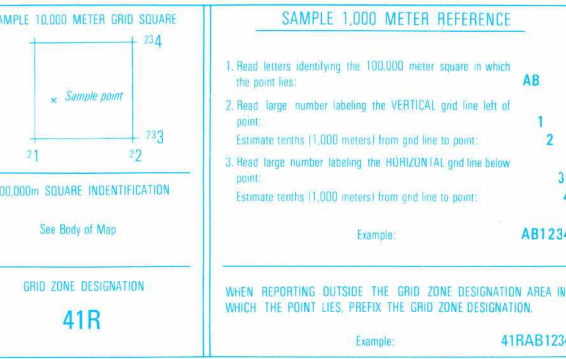 AMPLE 10,000 METER GRID SQUARE
234
× Sample point
233
21 22
00,000m SQUARE INDENTIFICATION
See Body of Map
GRID ZONE DESIGNATION
41R
SAMPLE 1,000 METER REFERENCE
1. Read letters identifying the 100,000 meter square in which
the point lies: AB
2. Read large number labeling the VERTICAL grid line left of
point: 1
Estimate tenths (1,000 meters) from grid line to point: 2
3. Read large number labeling the HORIZONTAL grid line below
point: 3
Estimate tenths (1,000 meters) from grid line to point: 4
Example: AB1234
WHEN REPORTING OUTSIDE THE GRID ZONE DESIGNATION AREA IN
WHICH THE POINT LIES, PREFIX THE GRID ZONE DESIGNATION.
Example: 41RAB1234